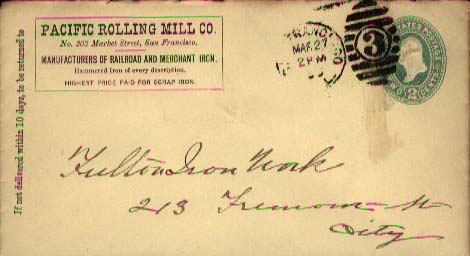 PACIFIC ROLLING MILL CO.
No. 202 Market Street, San Francisco,
MANUFACTURERS OF RAILROAD AND MERCHANT IRON.
Hammered Iron of every description.
HIGHEST PRICE PAID FOR SCRAP IRON.
If not delivered within 10 days, to be returned to
MAR 27
2 PM
3
2
Fulton Iron Work
213 Fremont St
City